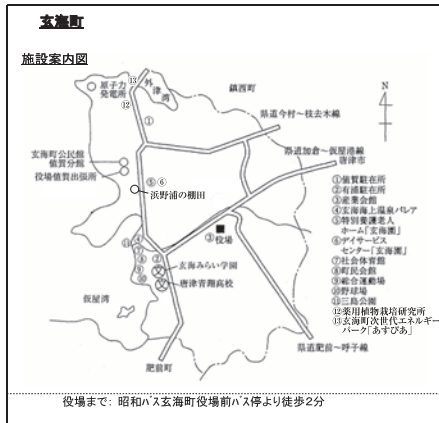 玄海町
施設案内図
⑬
外津湾
鎮西町
原子力
発電所
⑫
①
N
県道今村〜枝去木線
県道加倉〜仮屋港線
唐津市
玄海町公民館
値賀分館
役場値賀出張所
⑤⑥
浜野浦の棚田
①値賀駐在所
②有浦駐在所
③産業会館
④玄海海上温泉パレア
⑤特別養護老人
ホーム「玄海園」
⑥デイサービス
センター「玄海園」
⑦社会体育館
⑧町民会館
⑨総合運動場
⑩野球場
⑪三島公園
⑫薬用植物栽培研究所
⑬玄海町次世代エネルギー
パーク「あすぴあ」
③役場
⑪
④
⑦
②
⑧
⑨
⑩
玄海みらい学園
唐津青翔高校
仮屋湾
肥前町
県道肥前〜呼子線
役場まで: 昭和バス玄海町役場前バス停より徒歩2分